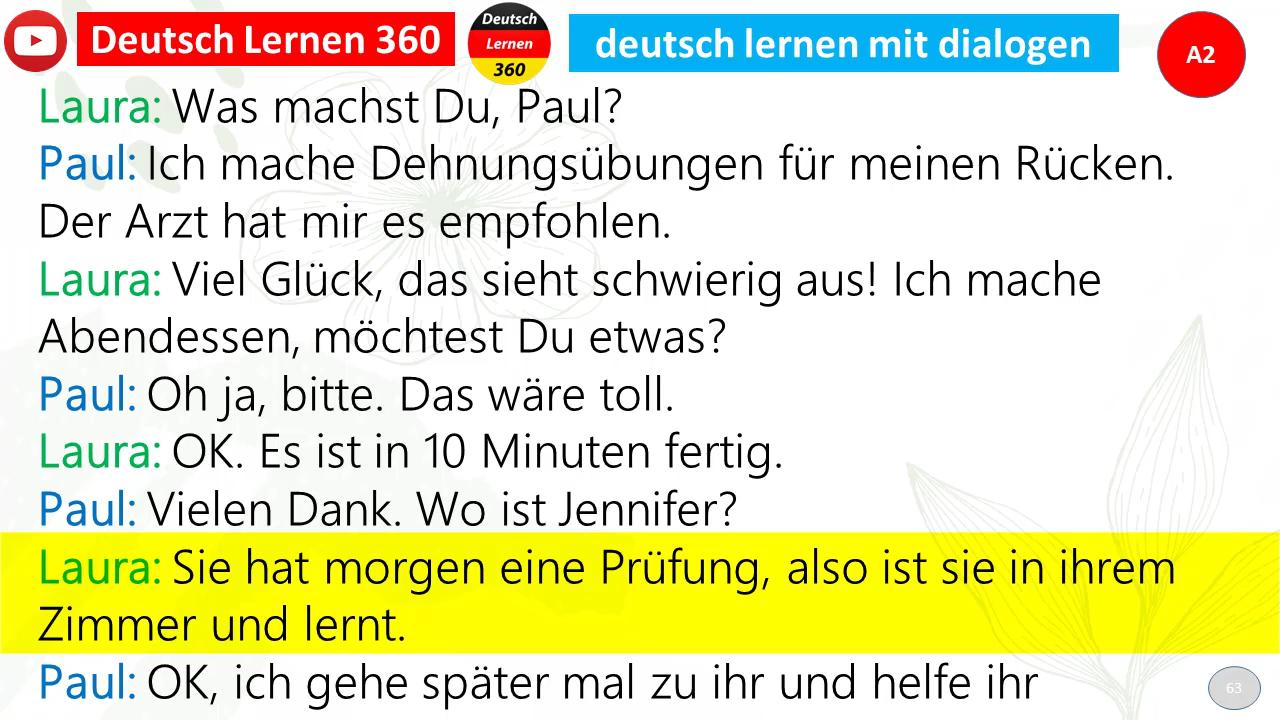 Deutsch Lernen 360
Deutsch
Lernen
360
deutsch lernen mit dialogen
A2
Laura: Was machst Du, Paul?
Paul: Ich mache Dehnungsübungen für meinen Rücken.
Der Arzt hat mir es empfohlen.
Laura: Viel Glück, das sieht schwierig aus! Ich mache
Abendessen, möchtest Du etwas?
Paul: Oh ja, bitte. Das wäre toll.
Laura: OK. Es ist in 10 Minuten fertig.
Paul: Vielen Dank. Wo ist Jennifer?
Laura: Sie hat morgen eine Prüfung, also ist sie in ihrem
Zimmer und lernt.
Paul: OK, ich gehe später mal zu ihr und helfe ihr
63